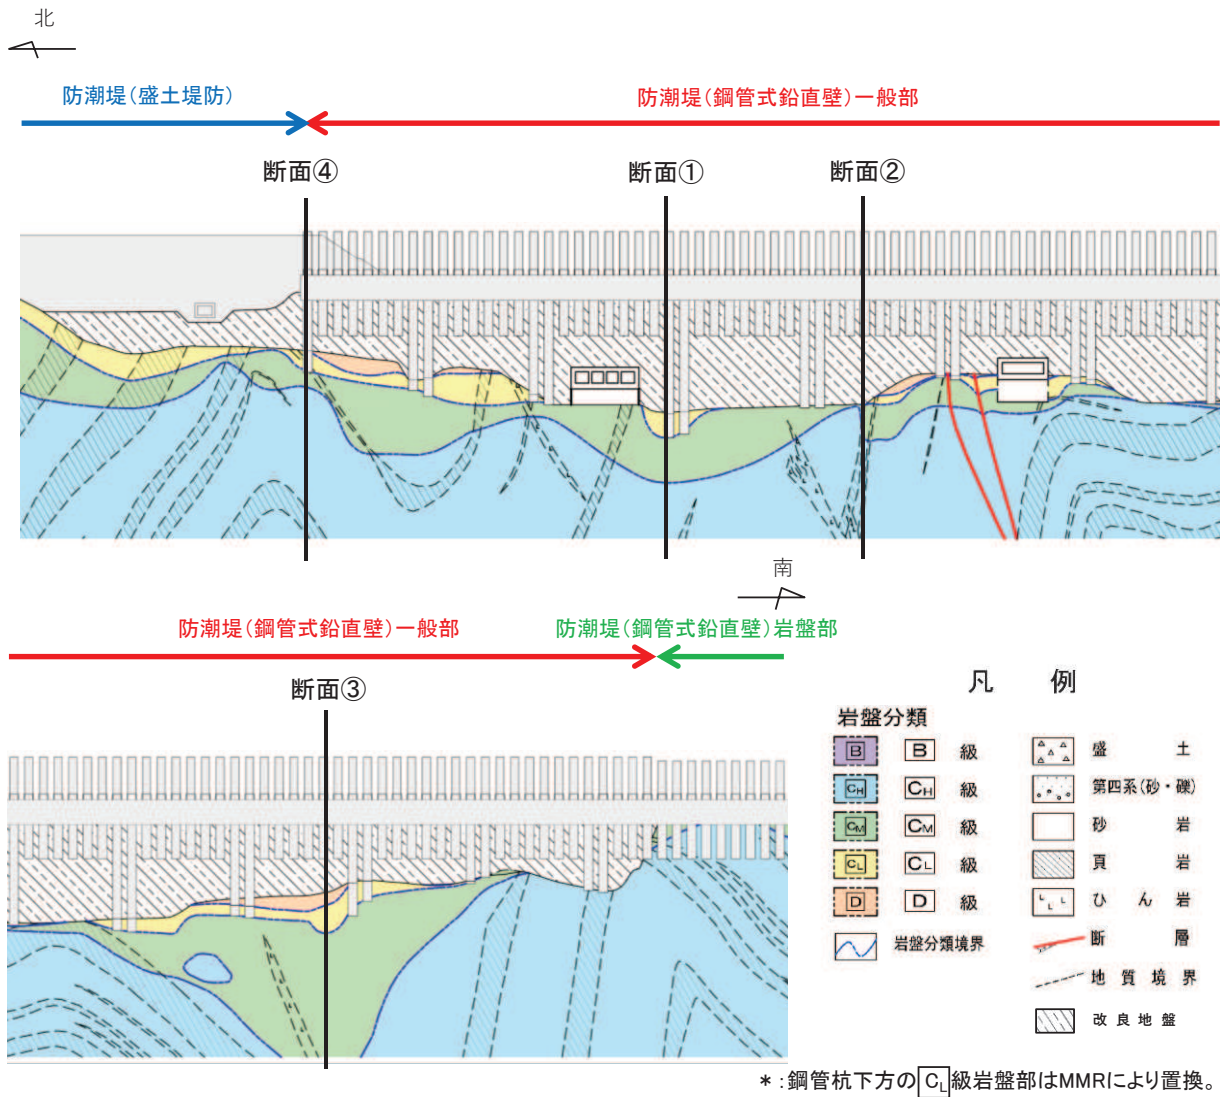 北
防潮堤(盛土堤防)
防潮堤(鋼管式鉛直壁)一般部
断面④
断面①
断面②
南
防潮堤(鋼管式鉛直壁)一般部
防潮堤(鋼管式鉛直壁)岩盤部
断面③
凡 例
岩盤分類
B B 級
CH CH 級
CM CM 級
CL CL 級
D D 級
岩盤分類境界
盛 土
第四系(砂・礫)
砂 岩
頁 岩
ひ ん 岩
断 層
地 質 境 界
改 良 地 盤
*:鋼管杭下方のCL級岩盤部はMMRにより置換。